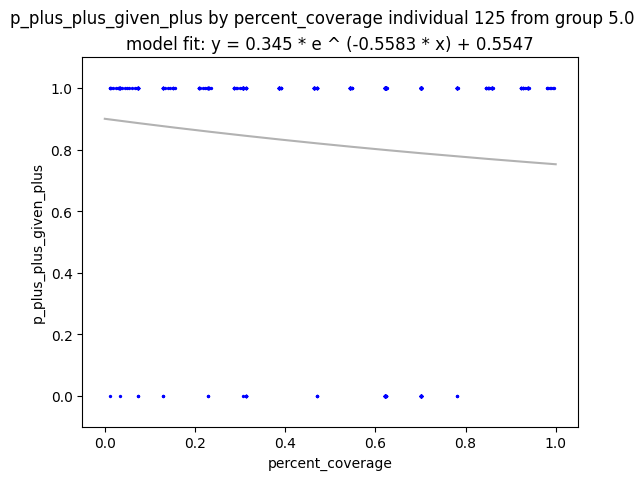 p_plus_plus_given_plus by percent_coverage individual 125 from group 5.0
model fit: y = 0.345 * e ^ (-0.5583 * x) + 0.5547
1.0
0.8
0.6
0.4
0.2
0.0
p_plus_plus_given_plus
0.0 0.2 0.4 0.6 0.8 1.0
percent_coverage